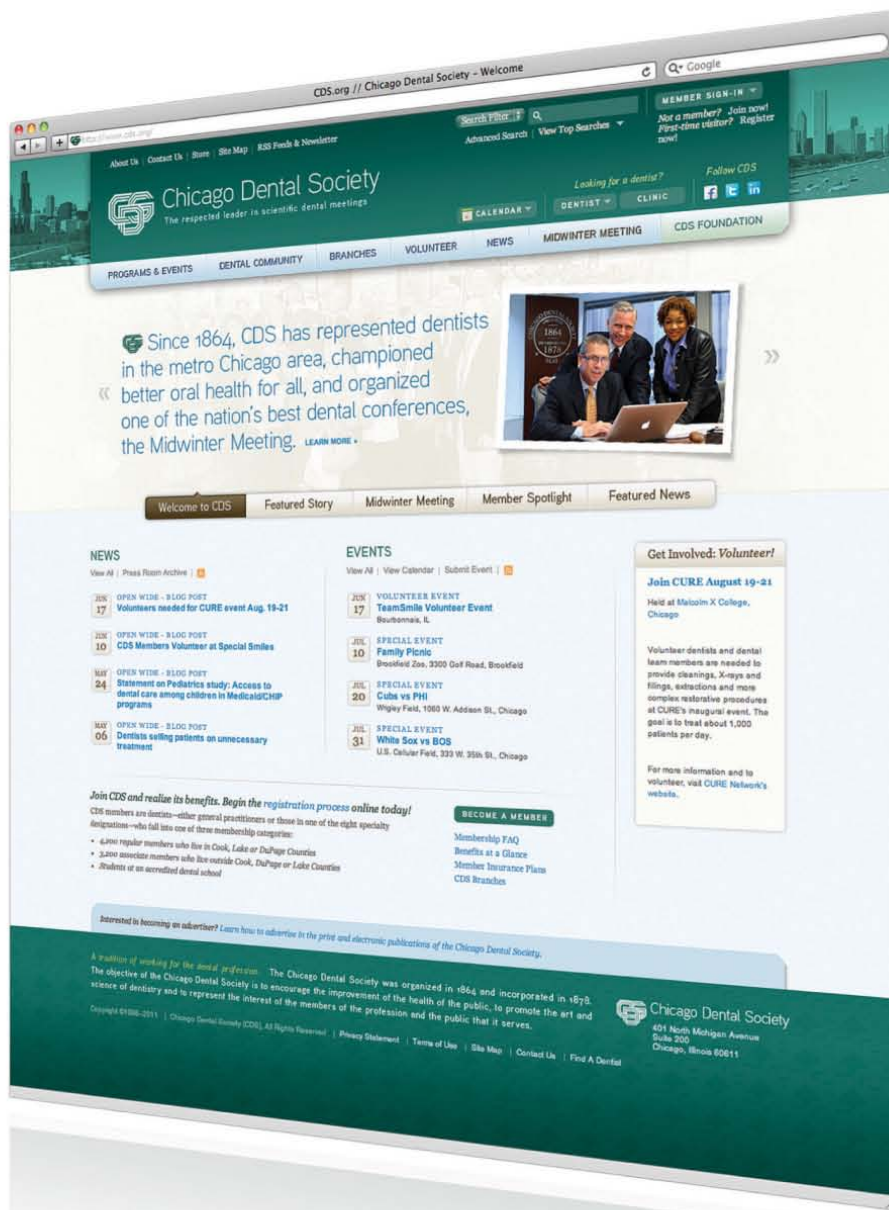 CDS.org // Chicago Dental Society – Welcome
http://www.cds.org/
Google
About Us | Contact Us | Store | Site Map | RSS Feeds & Newsletter
Search Filter
Advanced Search | View Top Searches
MEMBER SIGN-IN
Not a member? Join now!
First-time visitor? Register
now!
Chicago Dental Society
The respected leader in scientific dental meetings
CALENDAR
Looking for a dentist?
DENTIST
CLINIC
Follow CDS
PROGRAMS & EVENTS
DENTAL COMMUNITY
BRANCHES
VOLUNTEER
NEWS
MIDWINTER MEETING
CDS FOUNDATION
Since 1864, CDS has represented dentists
in the metro Chicago area, championed
better oral health for all, and organized
one of the nation's best dental conferences,
the Midwinter Meeting. LEARN MORE »
1864
1878
Welcome to CDS
Featured Story
Midwinter Meeting
Member Spotlight
Featured News
NEWS
View All | Press Room Archive |
JUN 17 OPEN WIDE - BLOG POST
Volunteers needed for CURE event Aug. 19-21
JUN 10 OPEN WIDE - BLOG POST
CDS Members Volunteer at Special Smiles
MAY 24 OPEN WIDE - BLOG POST
Statement on Pediatrics study: Access to
dental care among children in Medicaid/CHIP
programs
MAY 06 OPEN WIDE - BLOG POST
Dentists selling patients on unnecessary
treatment
EVENTS
View All | View Calendar | Submit Event |
JUN 17 VOLUNTEER EVENT
TeamSmile Volunteer Event
Bourbonnais, IL
JUL 10 SPECIAL EVENT
Family Picnic
Brookfield Zoo, 3300 Golf Road, Brookfield
JUL 20 SPECIAL EVENT
Cubs vs PHI
Wrigley Field, 1060 W. Addison St., Chicago
JUL 31 SPECIAL EVENT
White Sox vs BOS
U.S. Cellular Field, 333 W. 35th St., Chicago
Get Involved: Volunteer!
Join CURE August 19-21
Held at Malcolm X College,
Chicago
Volunteer dentists and dental
team members are needed to
provide cleanings, X-rays and
filings, extractions and more
complex restorative procedures
at CURE's inaugural event. The
goal is to treat about 1,000
patients per day.
For more information and to
volunteer, visit CURE Network's
website.
Join CDS and realize its benefits. Begin the registration process online today!
CDS members are dentists—either general practitioners or those in one of the eight specialty
designations—who fall into one of three membership categories:
• 4,200 regular members who live in Cook, Lake or DuPage Counties
• 3,200 associate members who live outside Cook, DuPage or Lake Counties
• Students at an accredited dental school
BECOME A MEMBER
Membership FAQ
Benefits at a Glance
Member Insurance Plans
CDS Branches
Interested in becoming an advertiser? Learn how to advertise in the print and electronic publications of the Chicago Dental Society.
A tradition of working for the dental profession. The Chicago Dental Society was organized in 1864 and incorporated in 1878.
The objective of the Chicago Dental Society is to encourage the improvement of the health of the public, to promote the art and
science of dentistry and to represent the interest of the members of the profession and the public that it serves.
Chicago Dental Society [CDS], All Rights Reserved | Privacy Statement | Terms of Use | Site Map | Contact Us | Find A Dentist
Chicago Dental Society
401 North Michigan Avenue
Suite 200
Chicago, Illinois 60611